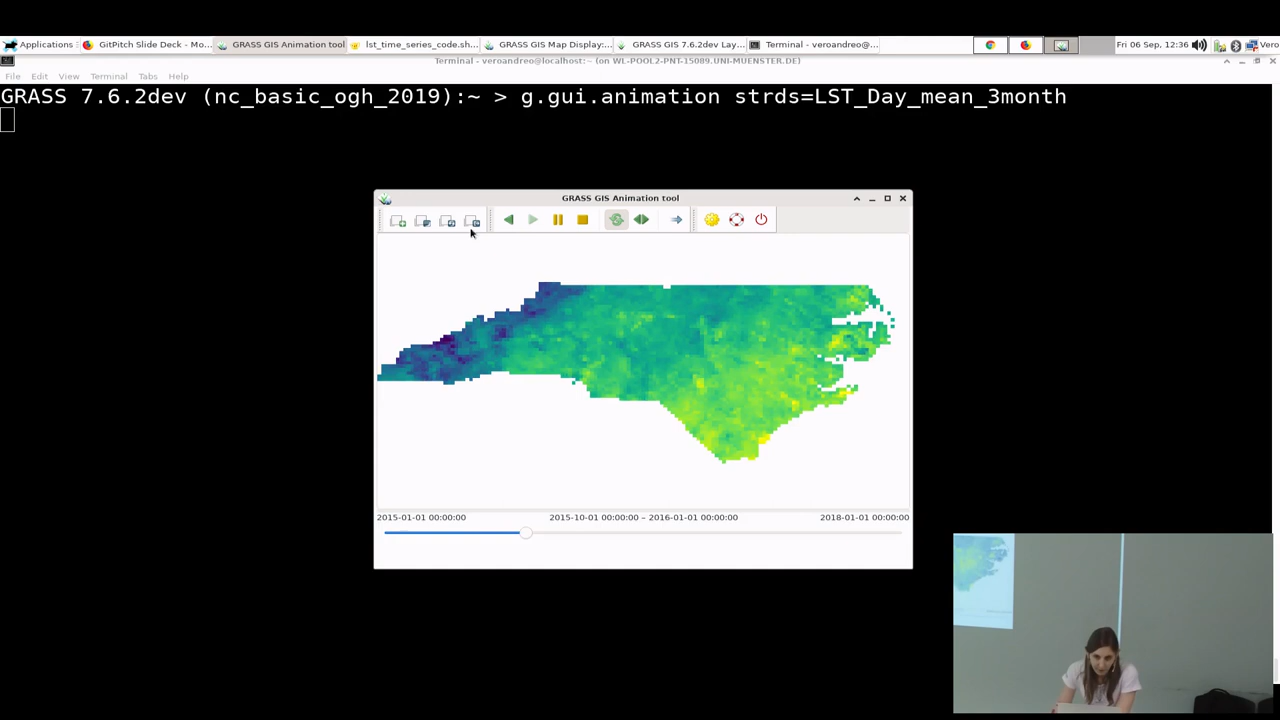 Applications
GitPitch Slide Deck - Mo...
GRASS GIS Animation tool
lst_time_series_code.sh...
GRASS GIS Map Display:...
GRASS GIS 7.6.2dev Lay...
Terminal - veroandreo@...
Fri 06 Sep, 12:36
Vero
Terminal - veroandreo@localhost:~ (on WL-POOL2-PNT-15089.UNI-MUENSTER.DE)
File Edit View Terminal Tabs Help
GRASS 7.6.2dev (nc_basic_ogh_2019):~ > g.gui.animation strds=LST_Day_mean_3month
GRASS GIS Animation tool
2015-01-01 00:00:00
2015-10-01 00:00:00 – 2016-01-01 00:00:00
2018-01-01 00:00:00